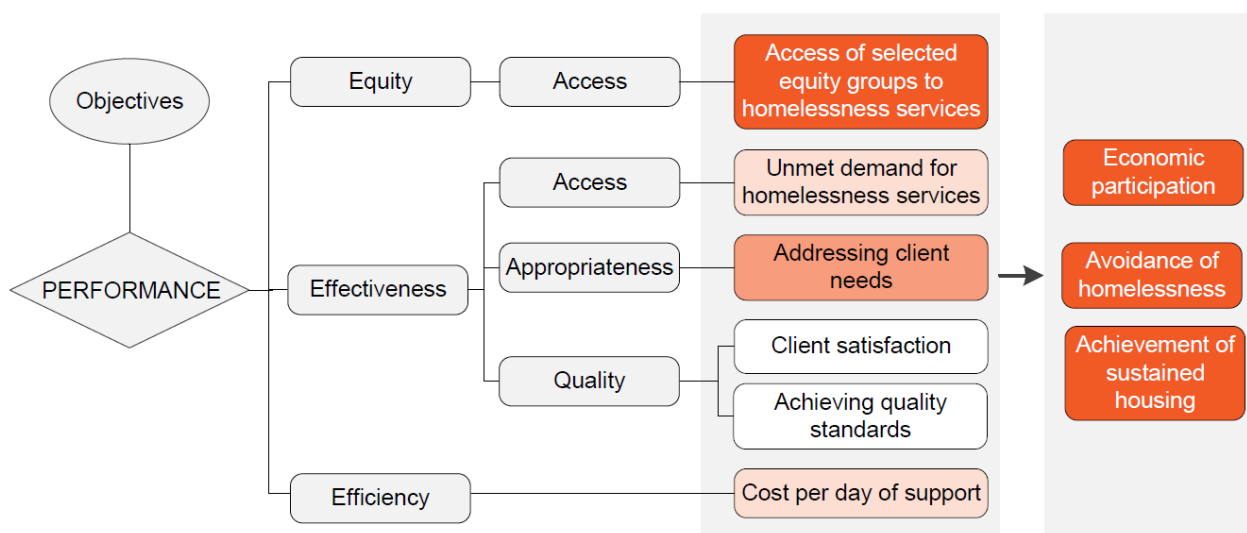 Objectives
PERFORMANCE
Equity
Access
Access of selected
equity groups to
homelessness services
Effectiveness
Access
Unmet demand for
homelessness services
Appropriateness
Addressing client
needs
Quality
Client satisfaction
Achieving quality
standards
Efficiency
Cost per day of support
Economic
participation
Avoidance of
homelessness
Achievement of
sustained
housing